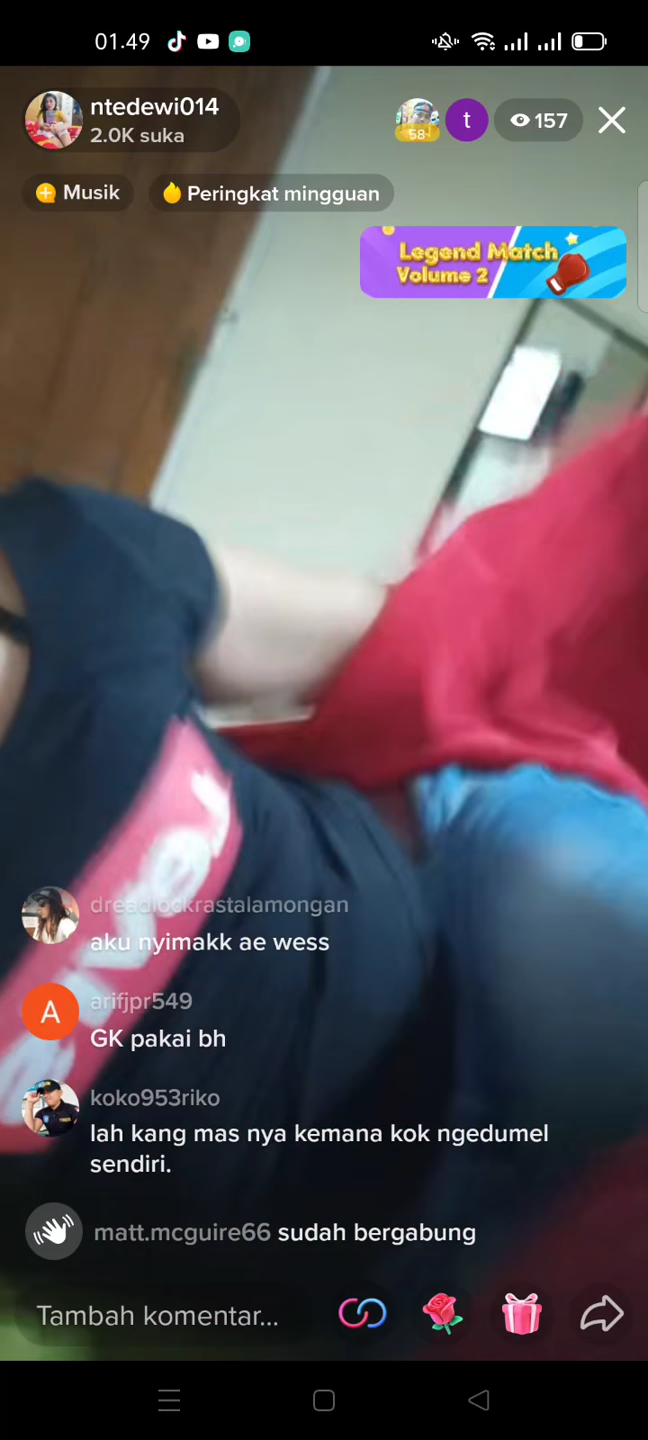 01.49
ntedewi014
2.0K suka
58
t
157
Musik
Peringkat mingguan
Legend Match
Volume 2
dreadlockrastalamongan
aku nyimakk ae wess
A
arifjpr549
GK pakai bh
koko953riko
lah kang mas nya kemana kok ngedumel
sendiri.
matt.mcguire66 sudah bergabung
Tambah komentar...